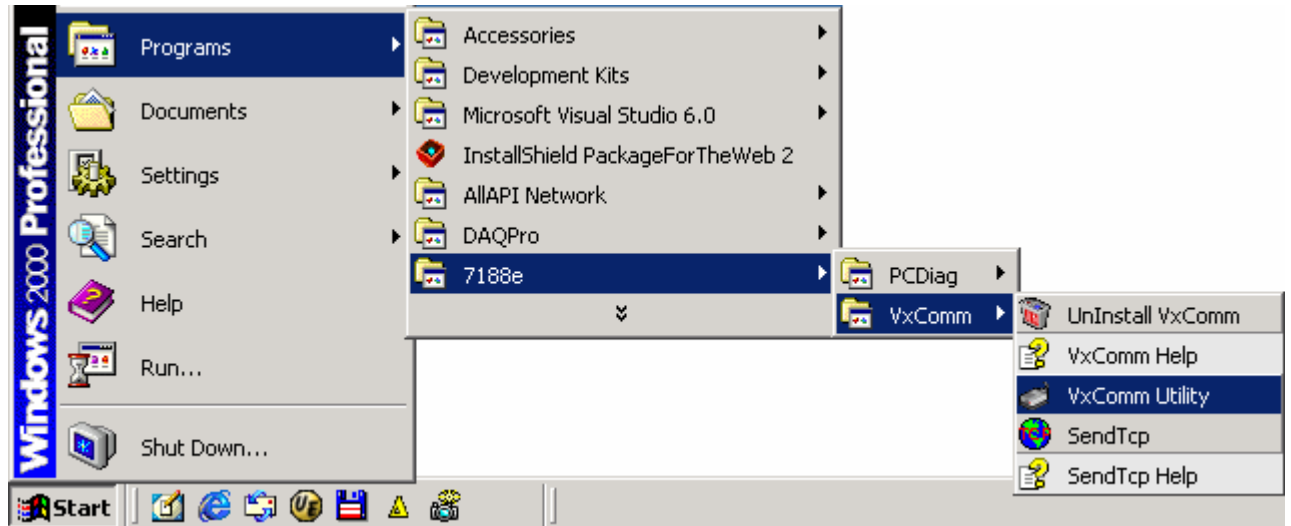 Windows 2000 Professional
Programs
Documents
Settings
Search
Help
Run...
Shut Down...
Accessories
Development Kits
Microsoft Visual Studio 6.0
InstallShield PackageForTheWeb 2
AllAPI Network
DAQPro
7188e
PCDiag
VxComm
UnInstall VxComm
VxComm Help
VxComm Utility
SendTcp
SendTcp Help
Start